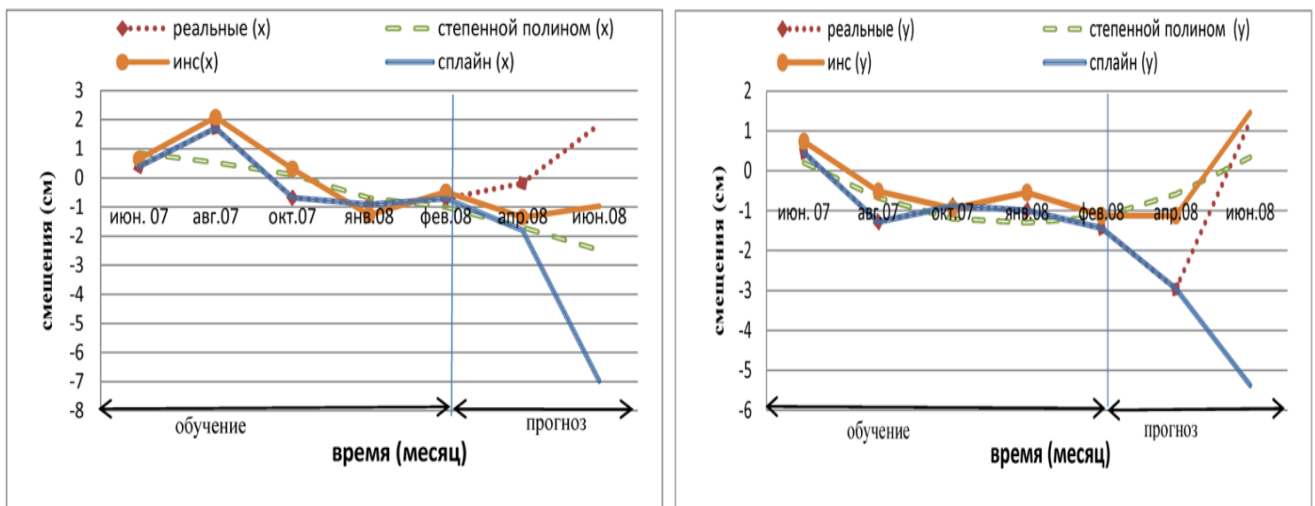 реальные (x) степенной полином (x)
инс(x) сплайн (x)
3
2
1
0
-1
-2
-3
-4
-5
-6
-7
-8
смещения (см)
июн. 07 авг.07 окт.07 янв.08 фев.08 апр.08 июн.08
обучение прогноз
время (месяц)
реальные (y) степенной полином (y)
инс (y) сплайн (y)
2
1
0
-1
-2
-3
-4
-5
-6
смещения (см)
июн. 07 авг.07 окт.07 янв.08 фев.08 апр.08 июн.08
обучение прогноз
время (месяц)